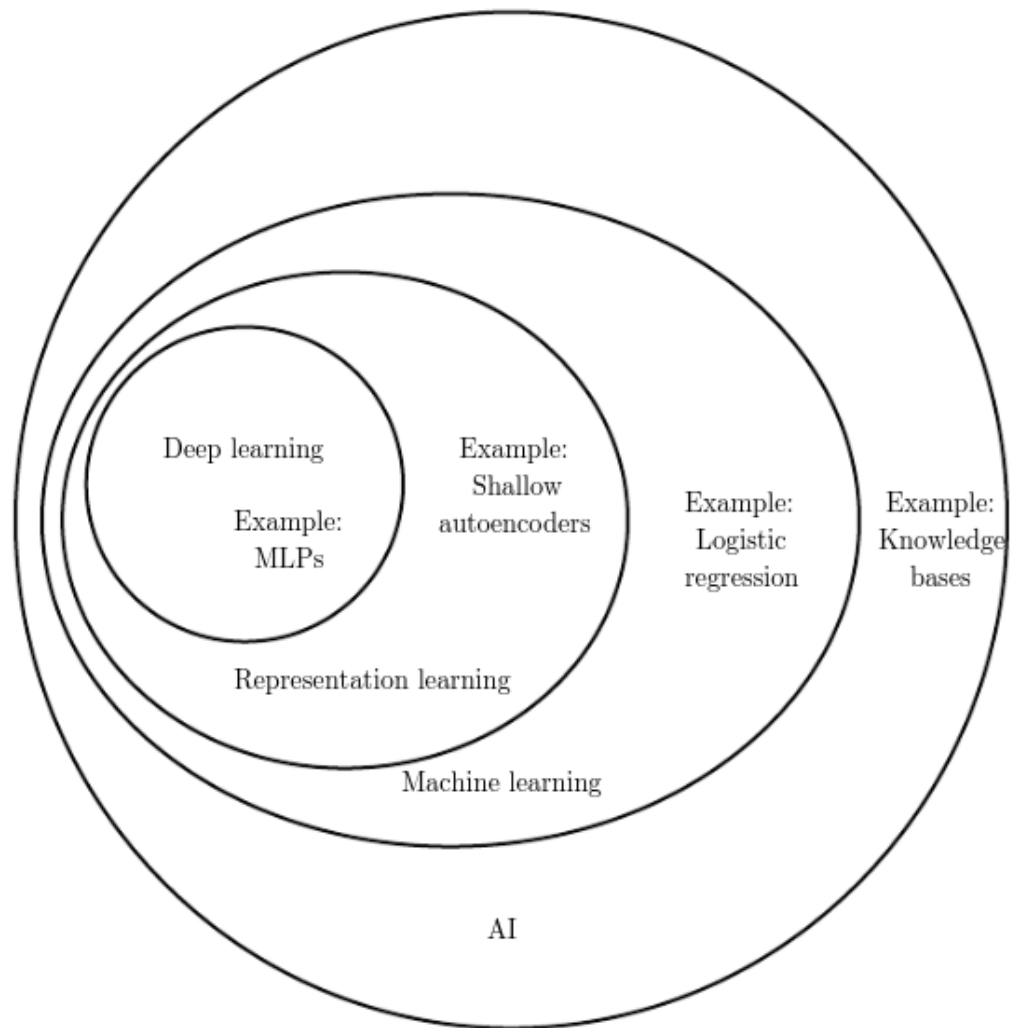 Deep learning
Example:
MLPs
Example:
Shallow
autoencoders
Example:
Logistic
regression
Example:
Knowledge
bases
Representation learning
Machine learning
AI